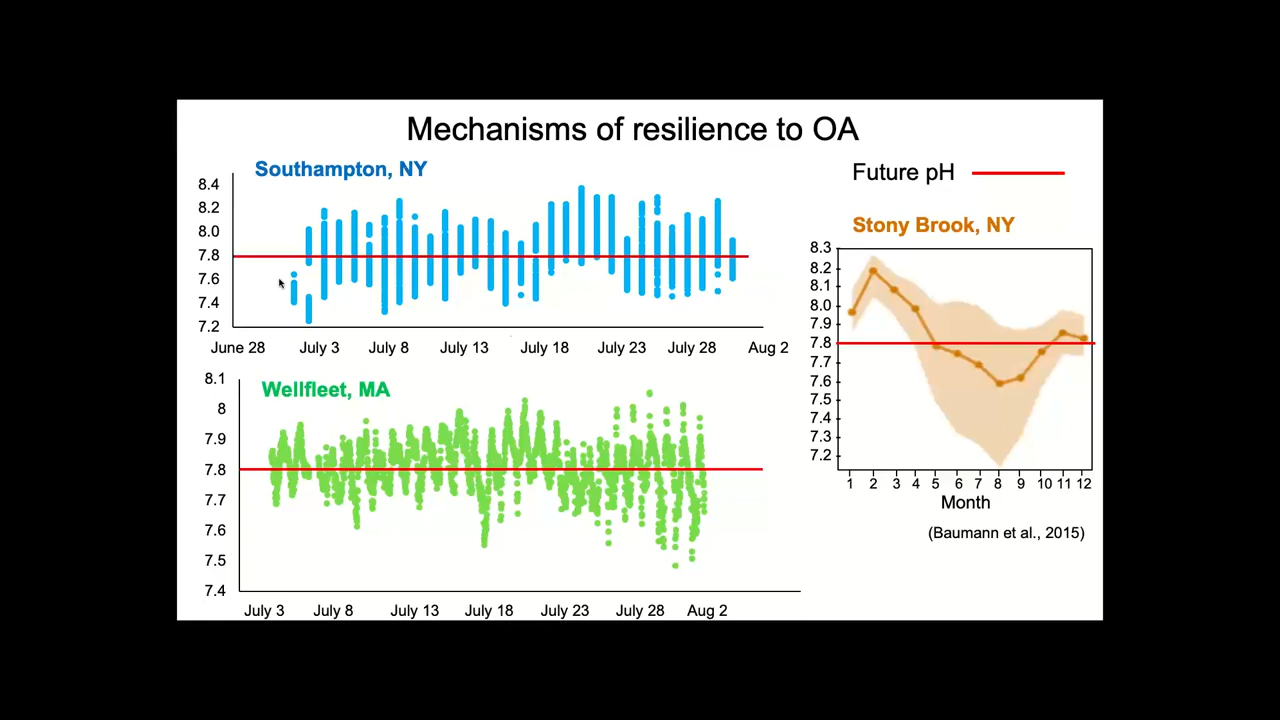 Mechanisms of resilience to OA
Southampton, NY
8.4
8.2
8.0
7.8
7.6
7.4
7.2
June 28 July 3 July 8 July 13 July 18 July 23 July 28 Aug 2
Wellfleet, MA
8.1
8
7.9
7.8
7.7
7.6
7.5
7.4
July 3 July 8 July 13 July 18 July 23 July 28 Aug 2
Future pH
Stony Brook, NY
8.3
8.2
8.1
8.0
7.9
7.8
7.7
7.6
7.5
7.4
7.3
7.2
1 2 3 4 5 6 7 8 9 10 11 12
Month
(Baumann et al., 2015)